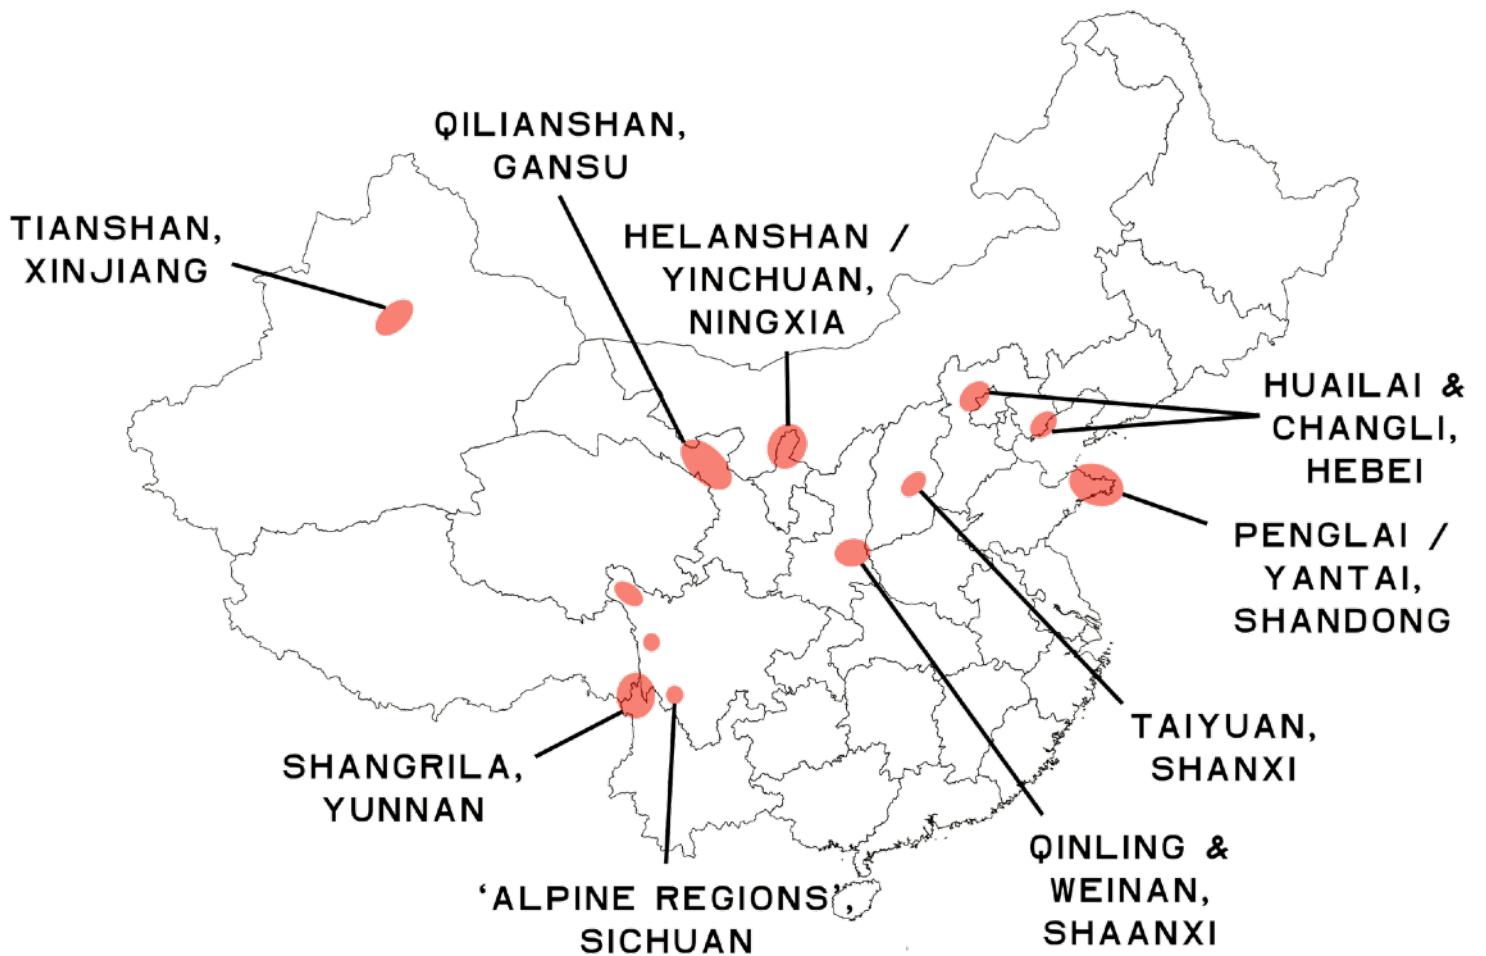 QILIANSHAN,
GANSU
TIANSHAN,
XINJIANG
HELANSHAN /
YINCHUAN,
NINGXIA
HUAILAI &
CHANGLI,
HEBEI
PENGLAI /
YANTAI,
SHANDONG
TAIYUAN,
SHANXI
SHANGRILA,
YUNNAN
QINLING &
WEINAN,
SHAANXI
‘ALPINE REGIONS’,
SICHUAN